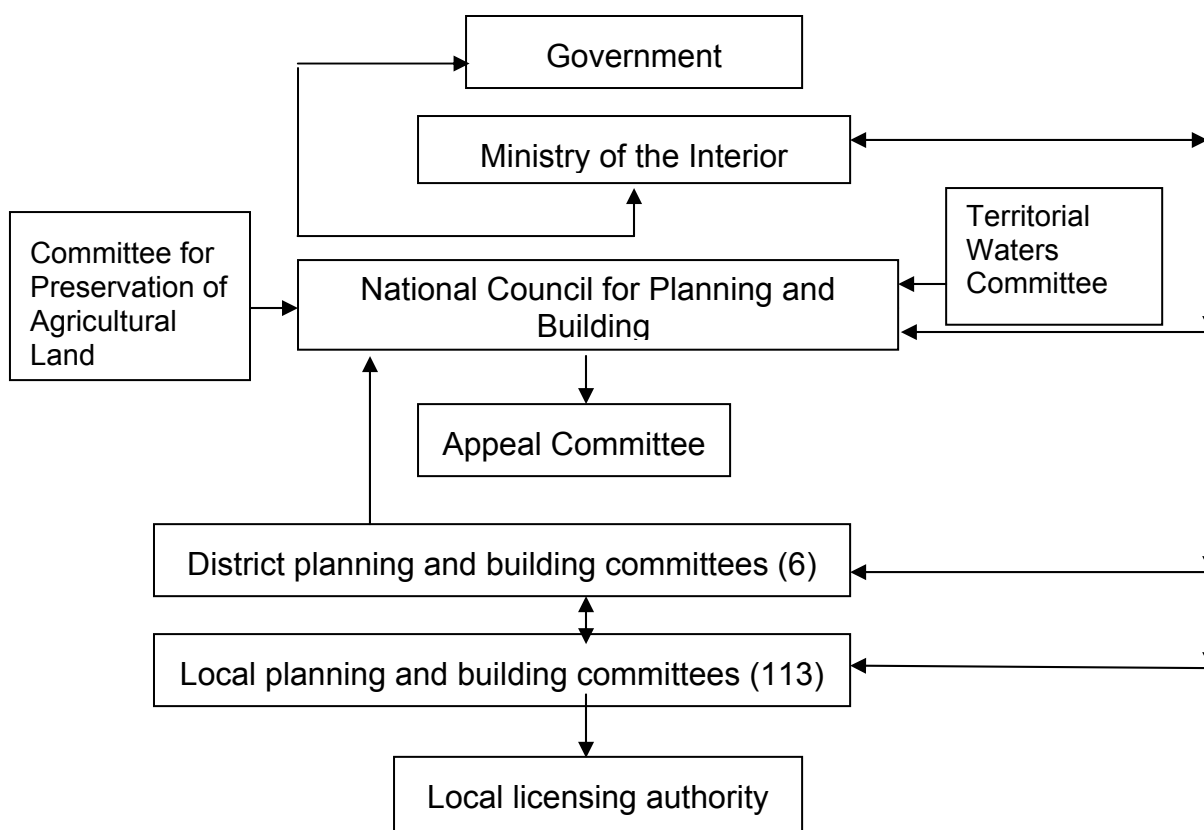 Government
Ministry of the Interior
Territorial
Waters
Committee
Committee for
Preservation of
Agricultural
Land
National Council for Planning and
Building
Appeal Committee
District planning and building committees (6)
Local planning and building committees (113)
Local licensing authority